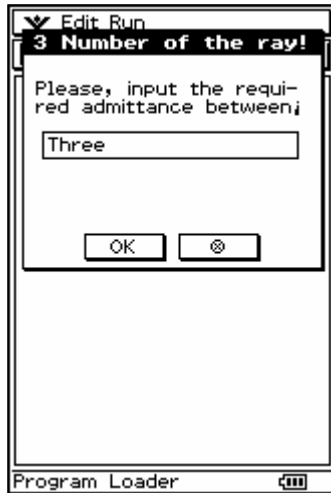 Edit Run
3 Number of the ray!
Please, input the requi-
red admittance between¡
Three
OK
Program Loader